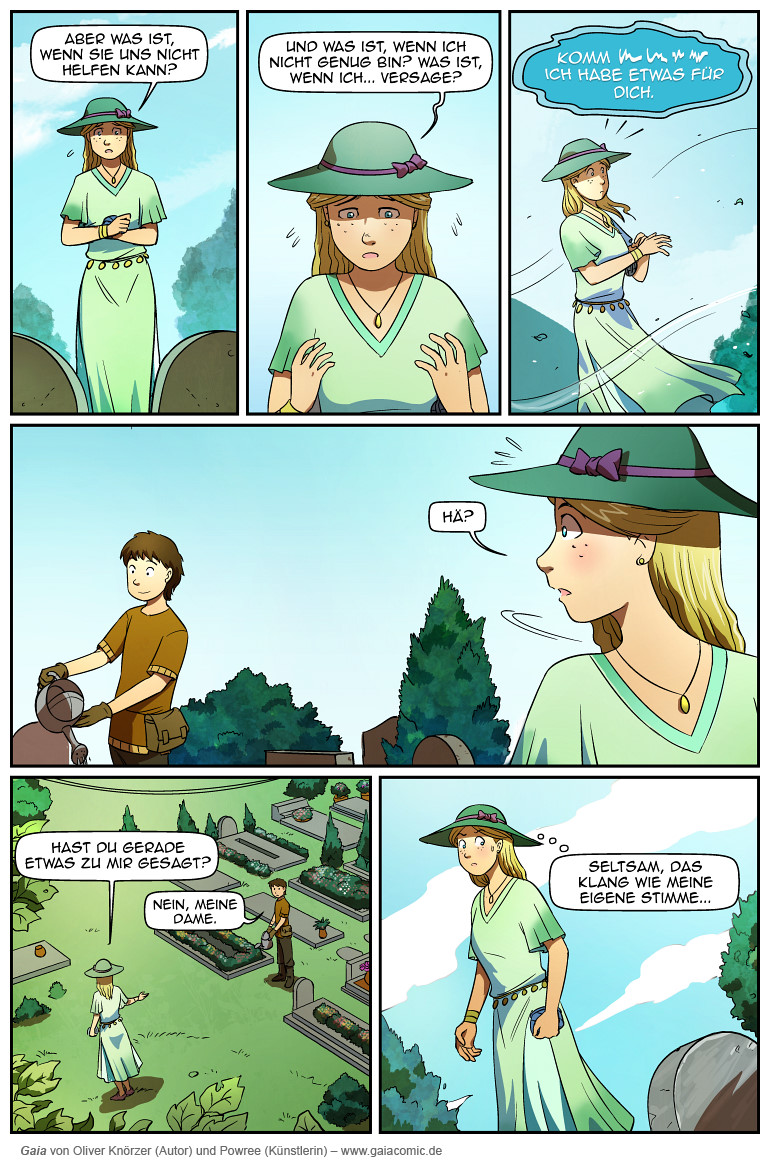 ABER WAS IST,
WENN SIE UNS NICHT
HELFEN KANN?
UND WAS IST, WENN ICH
NICHT GENUG BIN? WAS IST,
WENN ICH... VERSAGE?
KOMM
ICH HABE ETWAS FÜR
DICH.
HÄ?
HAST DU GERADE
ETWAS ZU MIR GESAGT?
NEIN, MEINE
DAME.
SELTSAM, DAS
KLANG WIE MEINE
EIGENE STIMME...
Gaia von Oliver Knörzer (Autor) und Powree (Künstlerin) – www.gaiacomic.de